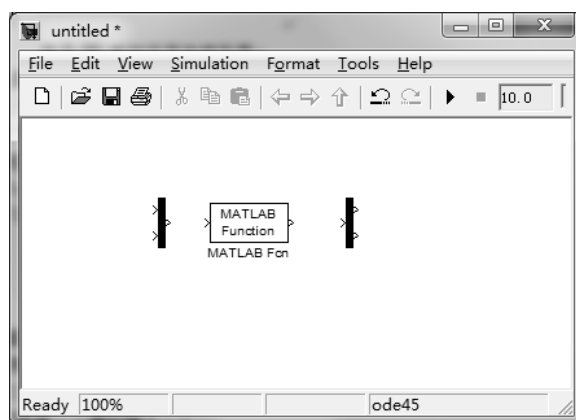 untitled *
File Edit View Simulation Format Tools Help
10.0
MATLAB
Function
MATLAB Fcn
Ready 100% ode45